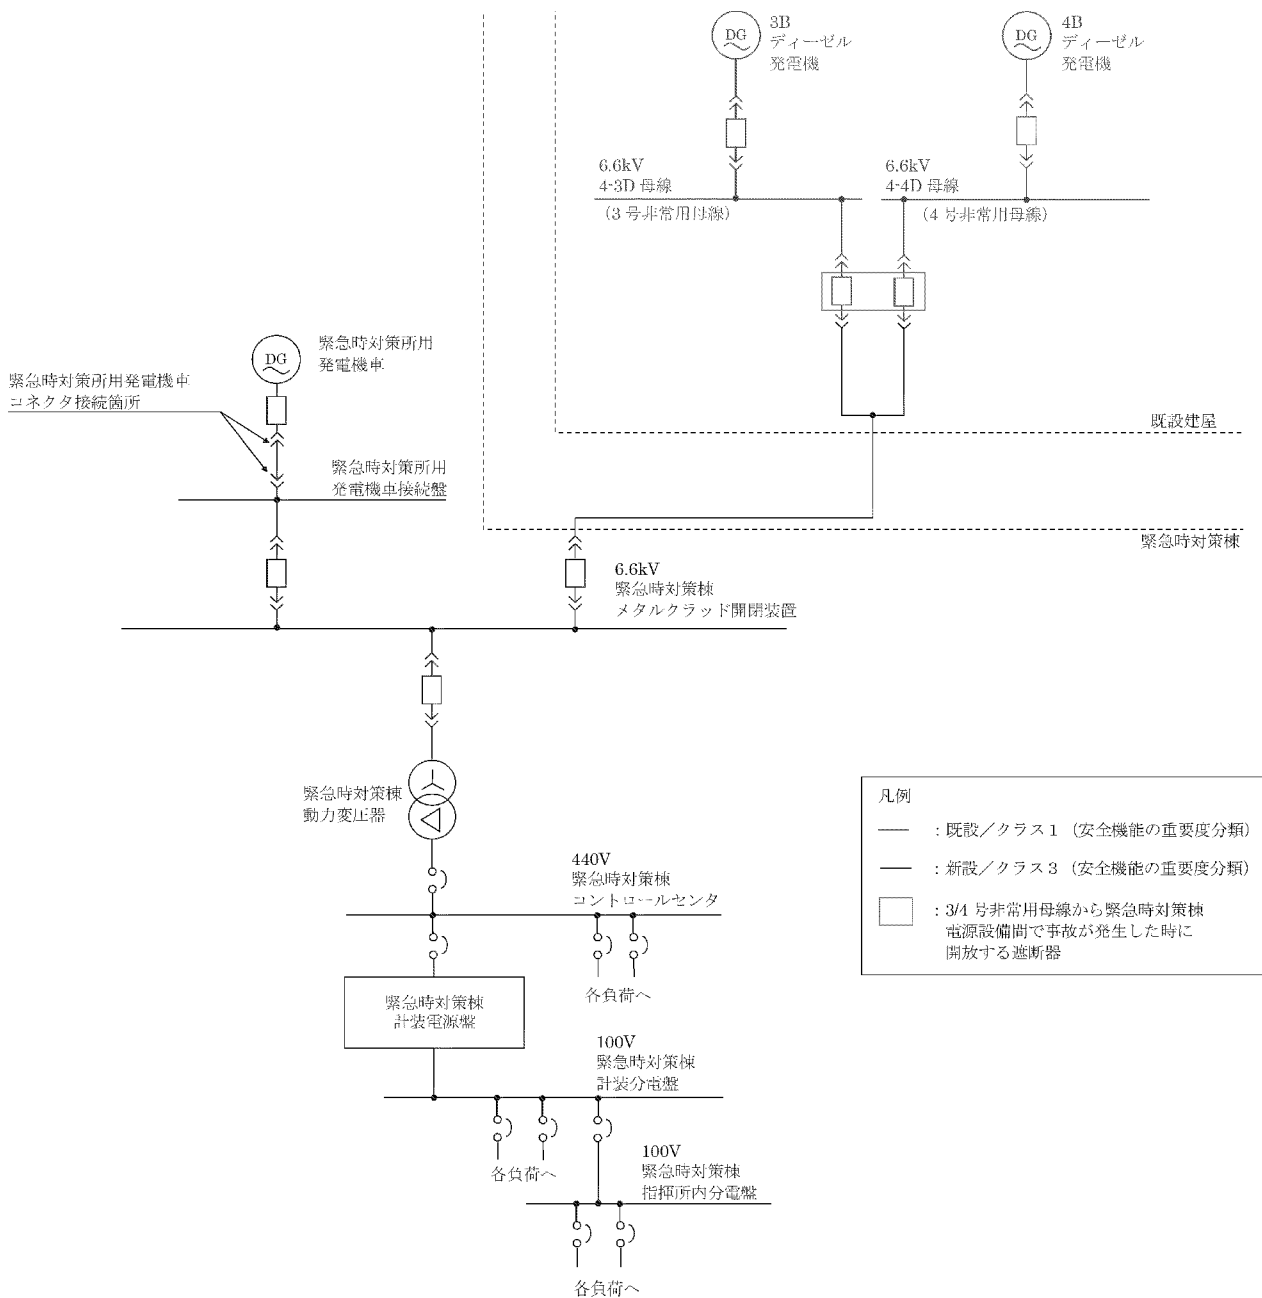 DG
3B
ディーゼル
発電機
DG
4B
ディーゼル
発電機
6.6kV
4-3D 母線
(3 号非常用母線)
6.6kV
4-4D 母線
(4 号非常用母線)
DG
緊急時対策所用
発電機車
緊急時対策所用発電機車
コネクタ接続箇所
既設建屋
緊急時対策所用
発電機車接続盤
緊急時対策棟
6.6kV
緊急時対策棟
メタルクラッド開閉装置
緊急時対策棟
動力変圧器
440V
緊急時対策棟
コントロールセンタ
各負荷へ
緊急時対策棟
計装電源盤
100V
緊急時対策棟
計装分電盤
各負荷へ
100V
緊急時対策棟
指揮所内分電盤
各負荷へ
凡例
:既設/クラス1 (安全機能の重要度分類)
:新設/クラス3 (安全機能の重要度分類)
:3/4 号非常用母線から緊急時対策棟
電源設備間で事故が発生した時に
開放する遮断器